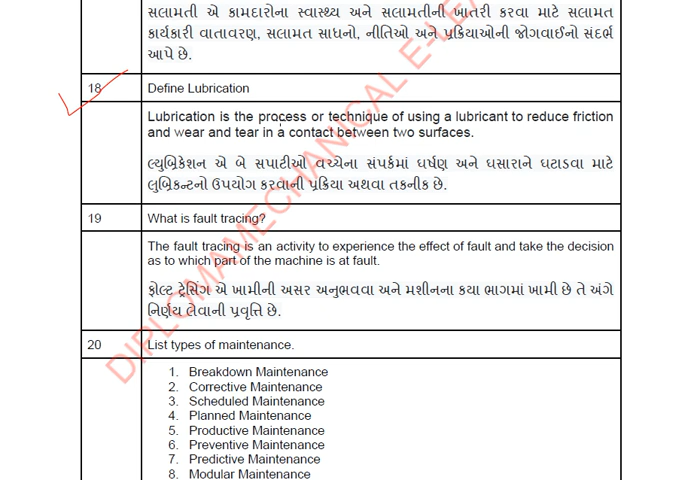 સલામતી એ કામદારોના સ્વાસ્થ્ય અને સલામતીની ખાતરી કરવા માટે સલામત
કાર્યકારી વાતાવરણ, સલામત સાધનો, નીતિઓ અને પ્રક્રિયાઓની જોગવાઈનો સંદર્ભ
આપે છે.
18 Define Lubrication
Lubrication is the process or technique of using a lubricant to reduce friction
and wear and tear in a contact between two surfaces.
લ્યુબ્રિકેશન એ બે સપાટીઓ વચ્ચેના સંપર્કમાં ઘર્ષણ અને ઘસારાને ઘટાડવા માટે
લુબ્રિકન્ટનો ઉપયોગ કરવાની પ્રક્રિયા અથવા તકનીક છે.
19 What is fault tracing?
The fault tracing is an activity to experience the effect of fault and take the decision
as to which part of the machine is at fault.
ફોલ્ટ ટ્રેસિંગ એ ખામીની અસર અનુભવવા અને મશીનના કયા ભાગમાં ખામી છે તે અંગે
નિર્ણય લેવાની પ્રવૃત્તિ છે.
20 List types of maintenance.
1. Breakdown Maintenance
2. Corrective Maintenance
3. Scheduled Maintenance
4. Planned Maintenance
5. Productive Maintenance
6. Preventive Maintenance
7. Predictive Maintenance
8. Modular Maintenance
DIPLOMAMECHANICAL E-LEA